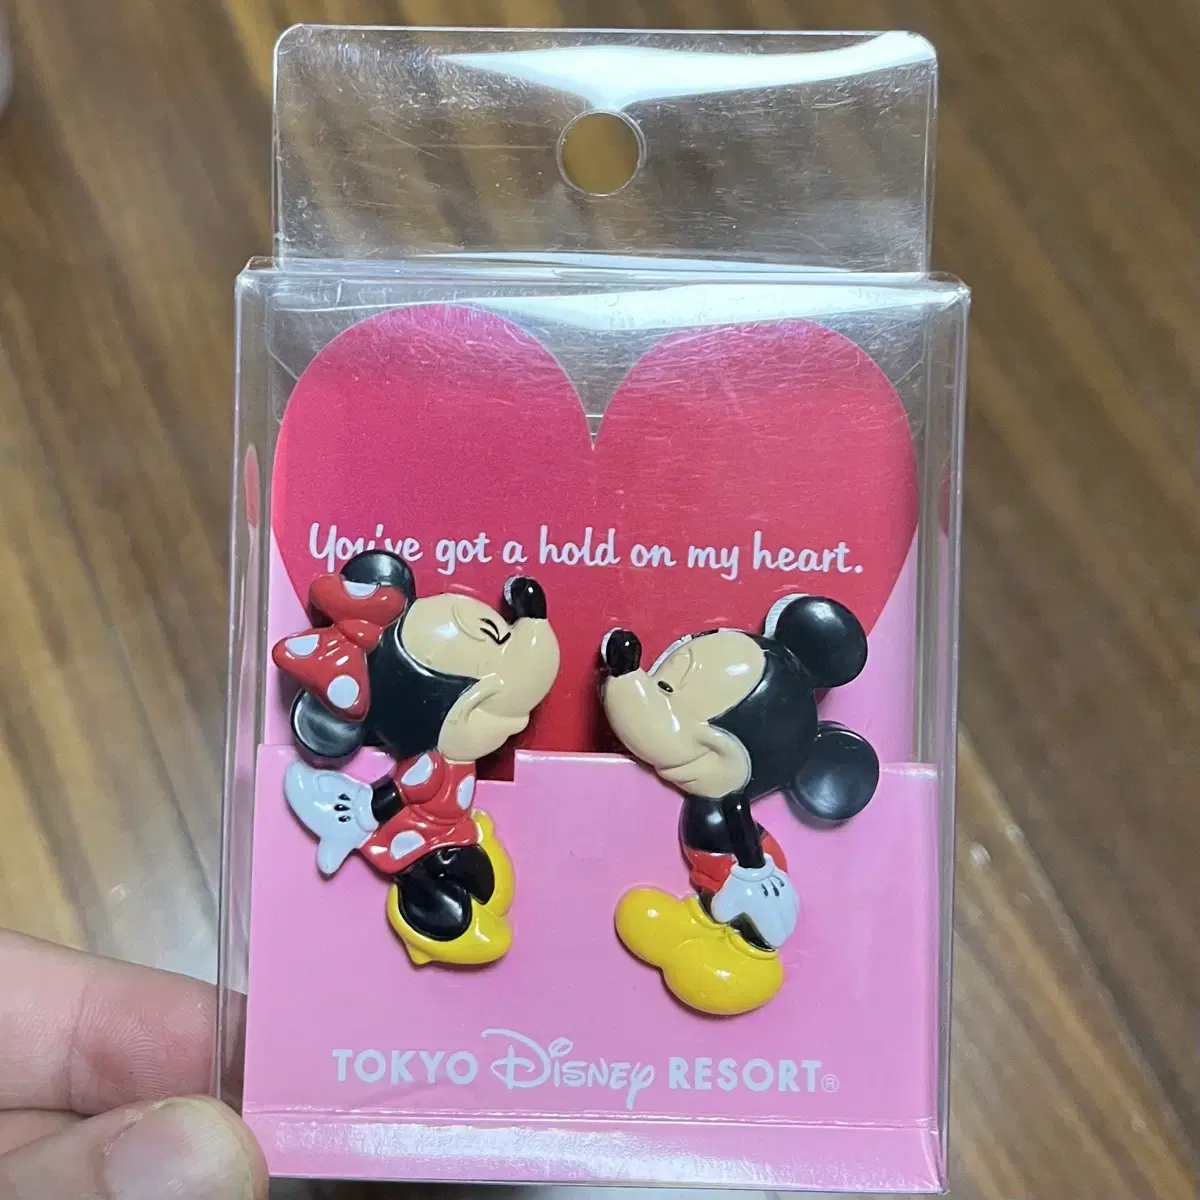 You've got a hold on my heart.
TOKYO DISNEY RESORT®